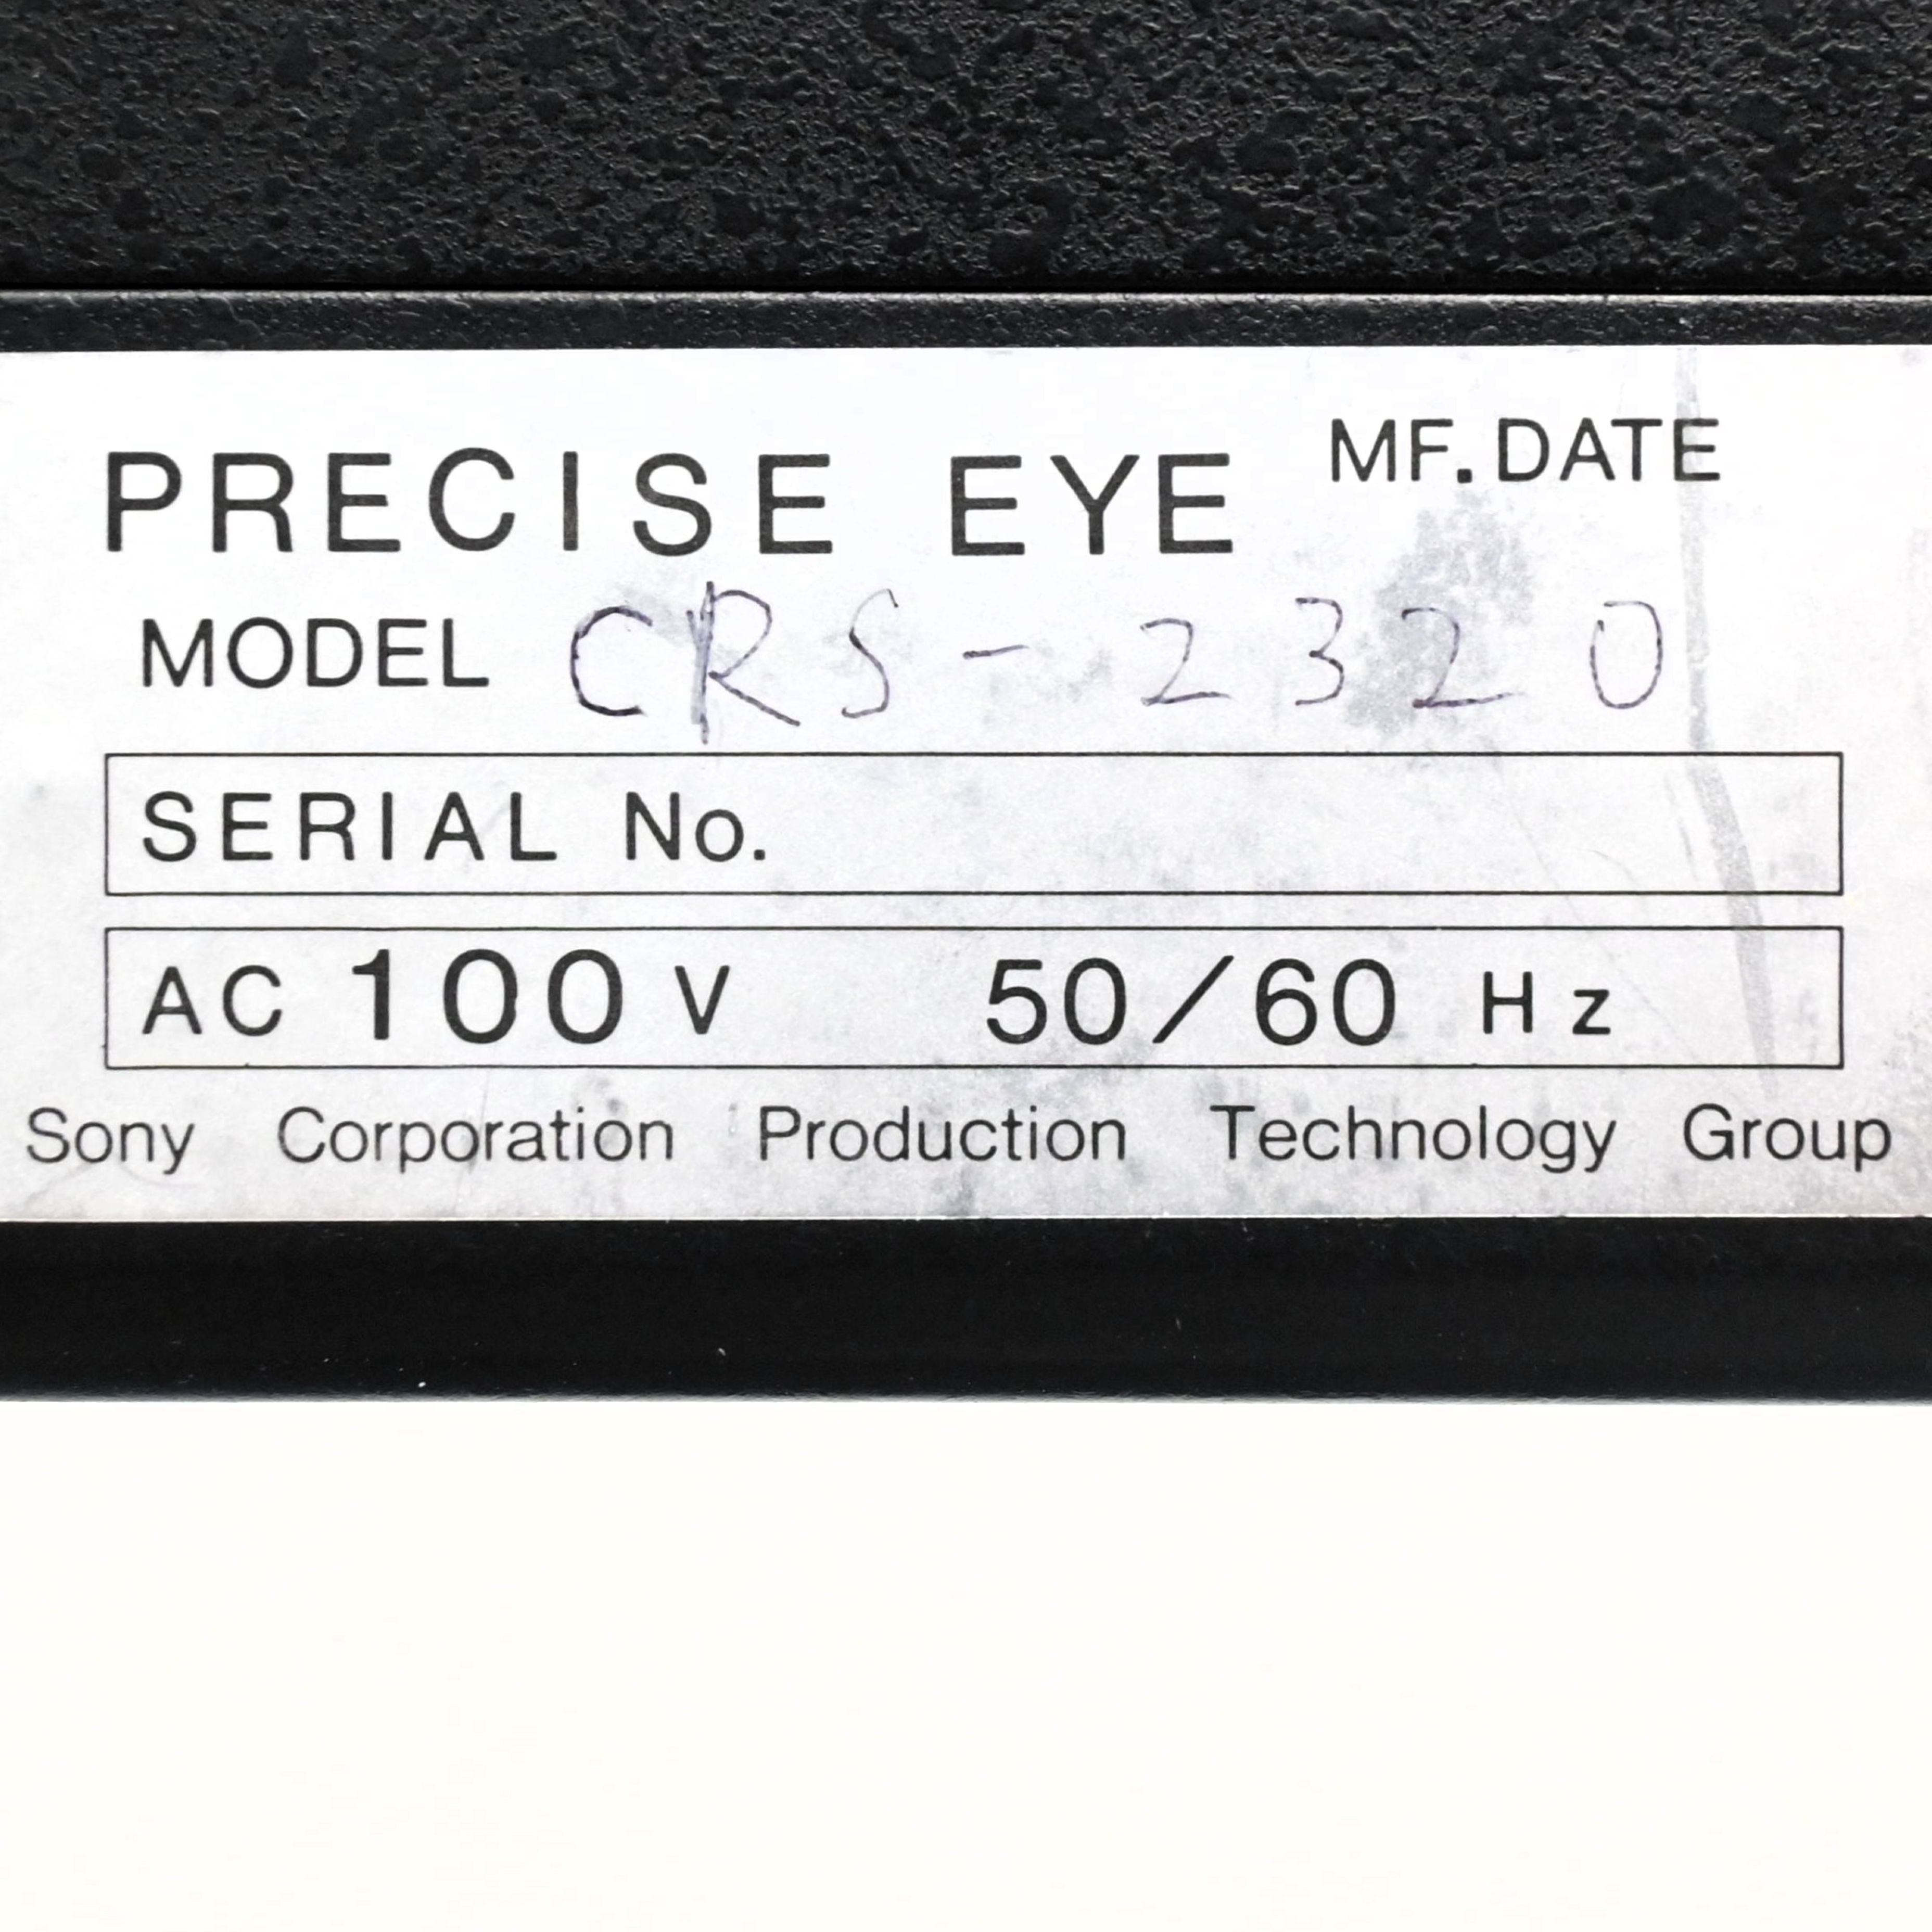 PRECISE EYE MF.DATE
MODEL CRS-2320
SERIAL No.
AC 100 V 50/60 Hz
Sony Corporation Production Technology Group